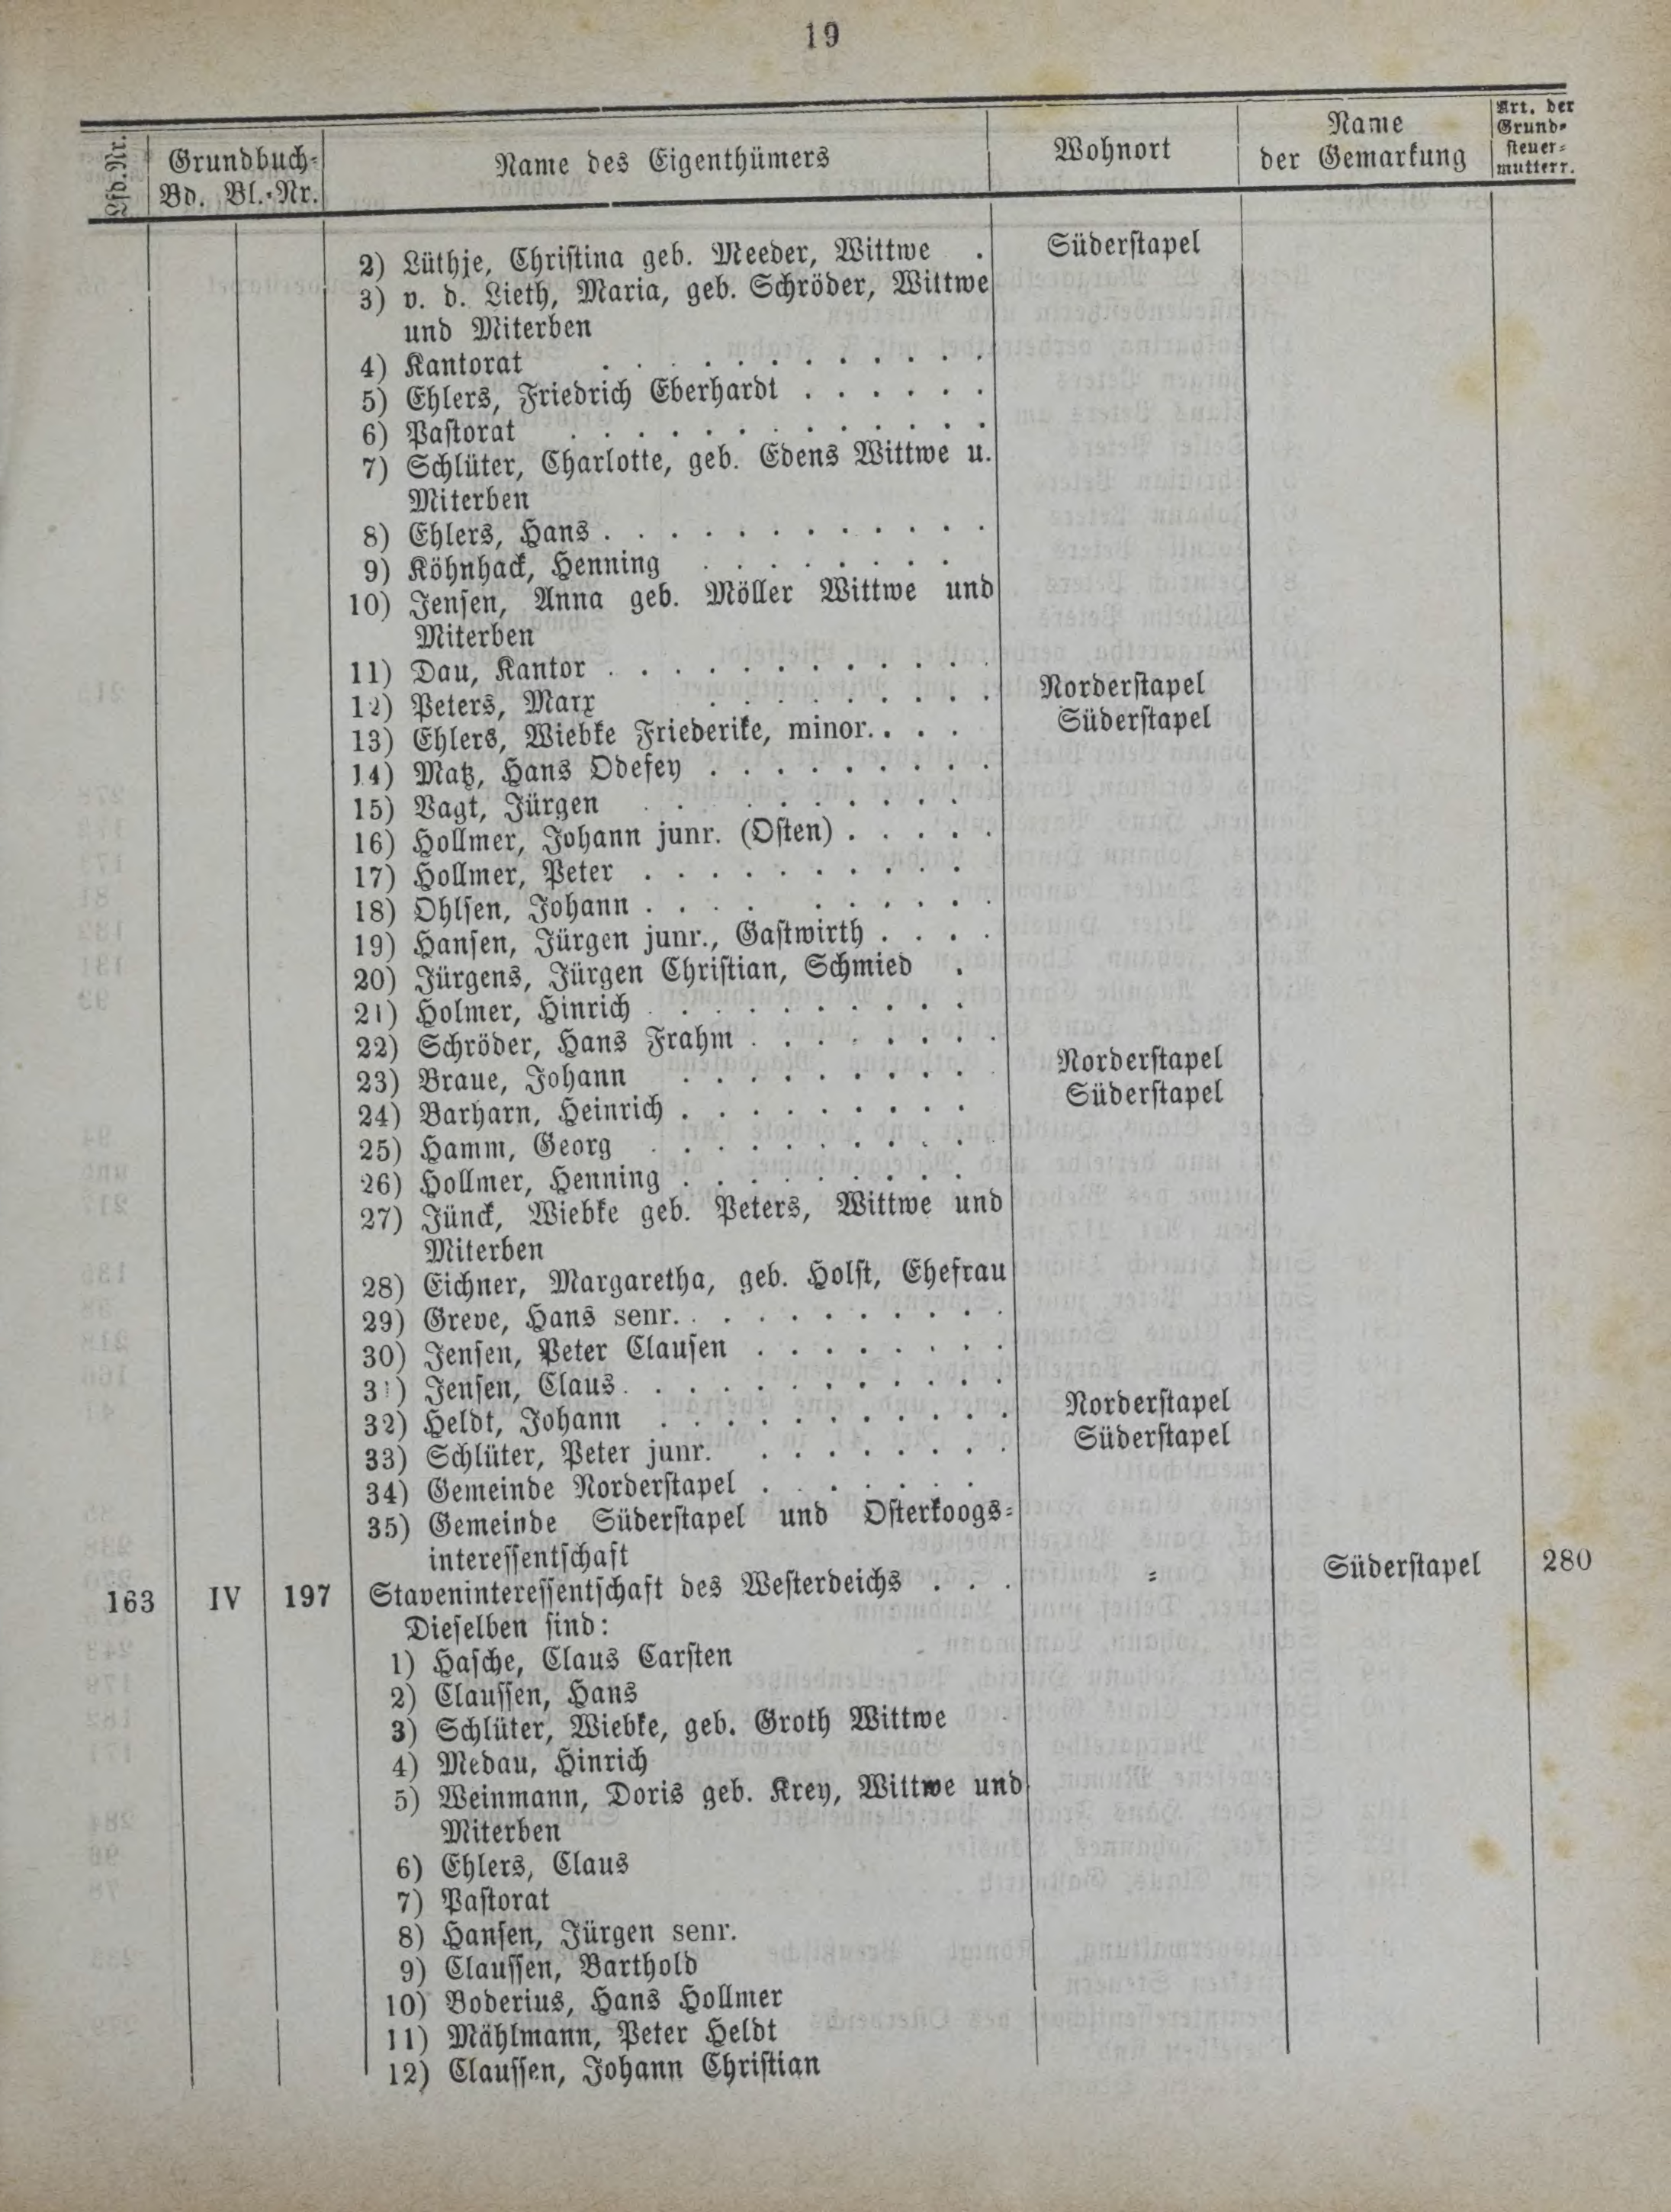 19
Lfd. Nr. Grundbuch- Bd. Bl.-Nr. Name des Eigenthümers Wohnort Name der Gemarkung Art. der Grund-steuer-mutterr.
2) Lüthje, Christina geb. Meeder, Wittwe . Süderstapel
3) v. d. Lieth, Maria, geb. Schröder, Wittwe
und Miterben
4) Kantorat . . . . . . . . . . . .
5) Ehlers, Friedrich Eberhardt . . . . . .
6) Pastorat . . . . . . . . . . . . .
7) Schlüter, Charlotte, geb. Edens Wittwe u.
Miterben
8) Ehlers, Hans . . . . . . . . . . . .
9) Köhnhack, Henning . . . . . . . .
10) Jensen, Anna geb. Möller Wittwe und
Miterben
11) Dau, Kantor . . . . . . . . . . . .
12) Peters, Marx . . . . . . . . . Norderstapel
13) Ehlers, Wiebke Friederike, minor. . . . Süderstapel
14) Matz, Hans Odefey . . . . . . . . .
15) Vagt, Jürgen . . . . . . . . . .
16) Hollmer, Johann junr. (Osten) . . . . .
17) Hollmer, Peter . . . . . . . . . .
18) Ohlsen, Johann . . . . . . . . . .
19) Hansen, Jürgen junr., Gastwirth . . . .
20) Jürgens, Jürgen Christian, Schmied .
21) Holmer, Hinrich . . . . . . . . . .
22) Schröder, Hans Frahm . . . . . . . .
23) Braue, Johann . . . . . . . . . Norderstapel
24) Barharn, Heinrich . . . . . . . . . Süderstapel
25) Hamm, Georg . . . . . . . . . .
26) Hollmer, Henning . . . . . . . . .
27) Jünck, Wiebke geb. Peters, Wittwe und
Miterben
28) Eichner, Margaretha, geb. Holst, Ehefrau
29) Greve, Hans senr. . . . . . . . . . .
30) Jensen, Peter Clausen . . . . . . . .
31) Jensen, Claus . . . . . . . . . . . .
32) Heldt, Johann . . . . . . . . . . . Norderstapel
33) Schlüter, Peter junr. . . . . . . . . Süderstapel
34) Gemeinde Norderstapel . . . . . . .
35) Gemeinde Süderstapel und Osterkoogs-
interessentschaft
163 IV 197 Staveninteressentschaft des Westerdeichs . . . = Süderstapel 280
Dieselben sind:
1) Hasche, Claus Carsten
2) Claussen, Hans
3) Schlüter, Wiebke, geb. Groth Wittwe
4) Medau, Hinrich
5) Weinmann, Doris geb. Krey, Wittwe und
Miterben
6) Ehlers, Claus
7) Pastorat
8) Hansen, Jürgen senr.
9) Claussen, Barthold
10) Boderius, Hans Hollmer
11) Mählmann, Peter Heldt
12) Claussen, Johann Christian